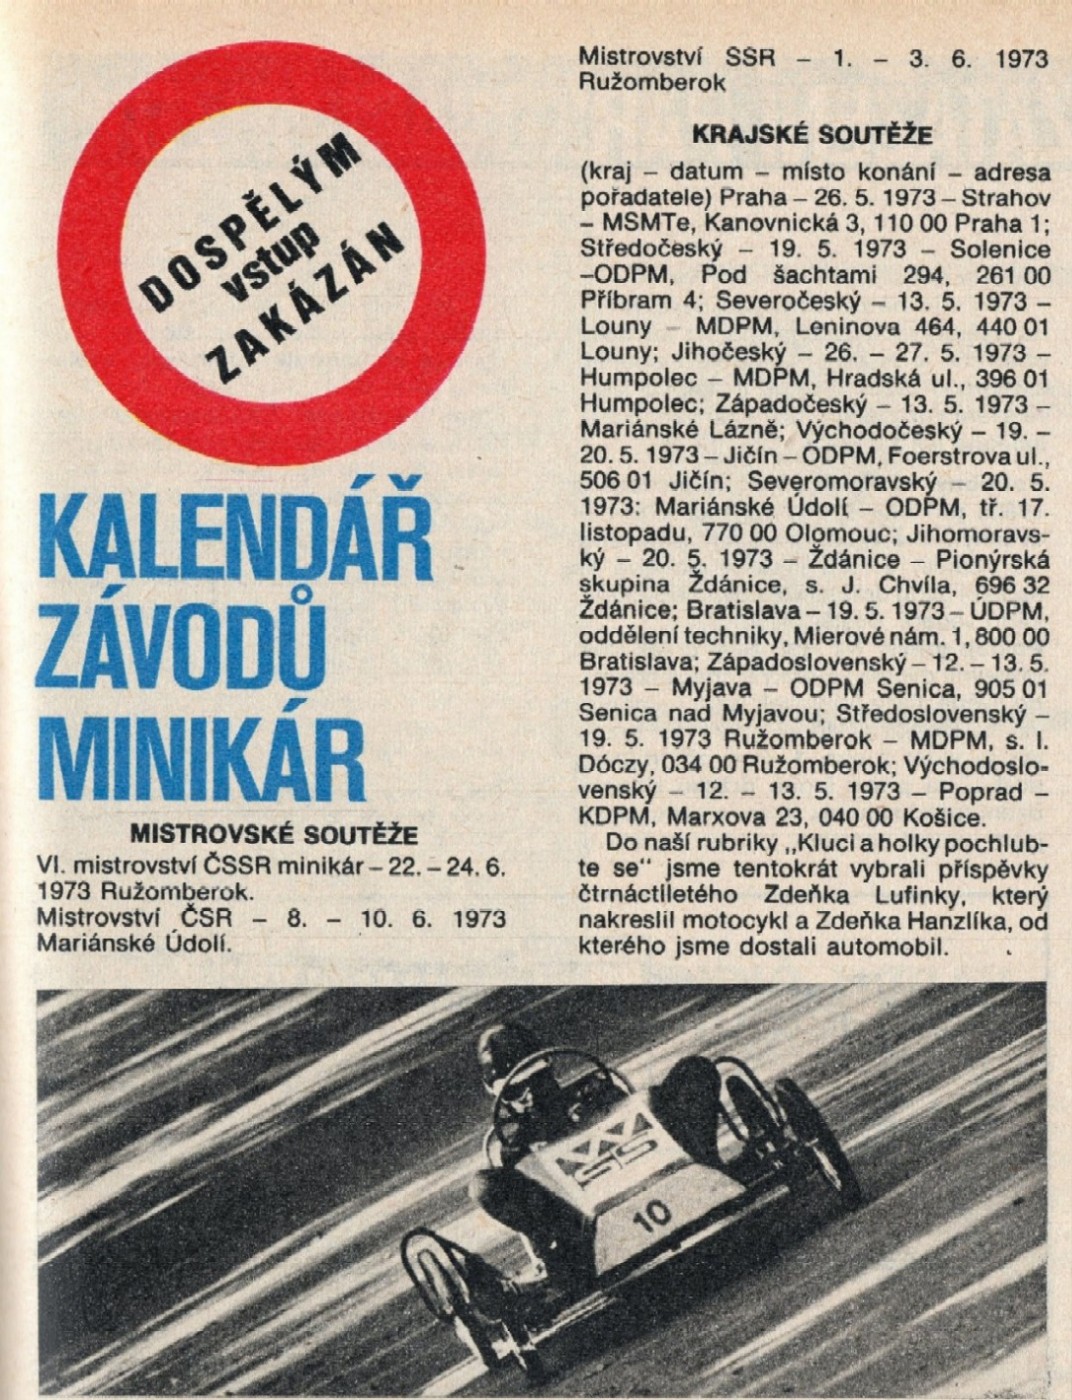 DOSPĚLÝM
vstup
ZAKÁZÁN
KALENDÁŘ
ZÁVODŮ
MINIKÁR
MISTROVSKÉ SOUTĚŽE
VI. mistrovství ČSSR minikár – 22. – 24. 6.
1973 Ružomberok.
Mistrovství ČSR – 8. – 10. 6. 1973
Mariánské Údolí.
Mistrovství SSR – 1. – 3. 6. 1973
Ružomberok
KRAJSKÉ SOUTĚŽE
(kraj – datum – místo konání – adresa
pořadatele) Praha – 26. 5. 1973 – Strahov
– MSMTe, Kanovnická 3, 110 00 Praha 1;
Středočeský – 19. 5. 1973 – Solenice
–ODPM, Pod šachtami 294, 261 00
Příbram 4; Severočeský – 13. 5. 1973 –
Louny – MDPM, Leninova 464, 440 01
Louny; Jihočeský – 26. – 27. 5. 1973 –
Humpolec – MDPM, Hradská ul., 396 01
Humpolec; Západočeský – 13. 5. 1973 –
Mariánské Lázně; Východočeský – 19. –
20. 5. 1973 – Jičín – ODPM, Foerstrova ul.,
506 01 Jičín; Severomoravský – 20. 5.
1973: Mariánské Údolí – ODPM, tř. 17.
listopadu, 770 00 Olomouc; Jihomoravs-
ký – 20. 5. 1973 – Ždánice – Pionýrská
skupina Ždánice, s. J. Chvíla, 696 32
Ždánice; Bratislava – 19. 5. 1973 – ÚDPM,
oddělení techniky, Mierové nám. 1, 800 00
Bratislava; Západoslovenský – 12. – 13. 5.
1973 – Myjava – ODPM Senica, 905 01
Senica nad Myjavou; Středoslovenský –
19. 5. 1973 Ružomberok – MDPM, s. I.
Dóczy, 034 00 Ružomberok; Východoslo-
venský – 12. – 13. 5. 1973 – Poprad –
KDPM, Marxova 23, 040 00 Košice.
Do naší rubriky „Kluci a holky pochlub-
te se" jsme tentokrát vybrali příspěvky
čtrnáctiletého Zdeňka Lufinky, který
nakreslil motocykl a Zdeňka Hanzlíka, od
kterého jsme dostali automobil.
10